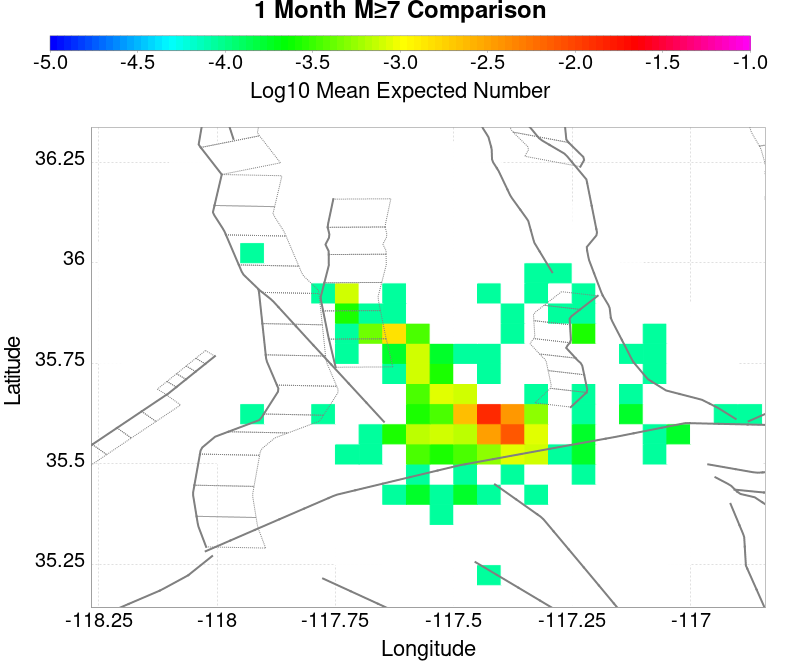 1 Month M≥7 Comparison
-5.0 -4.5 -4.0 -3.5 -3.0 -2.5 -2.0 -1.5 -1.0
Log10 Mean Expected Number
36.25
36
35.75
35.5
35.25
Latitude
-118.25 -118 -117.75 -117.5 -117.25 -117
Longitude